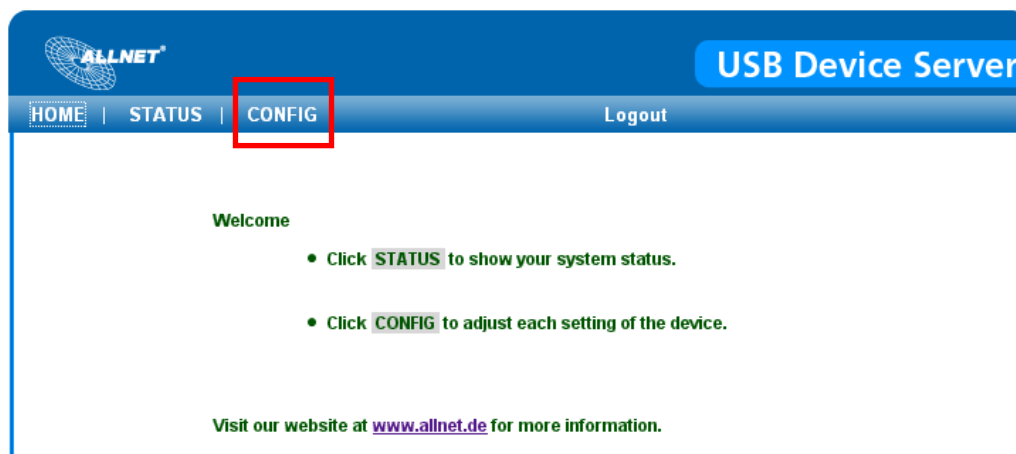 ALLNET®
USB Device Server
HOME | STATUS | CONFIG Logout
Welcome
• Click STATUS to show your system status.
• Click CONFIG to adjust each setting of the device.
Visit our website at www.allnet.de for more information.